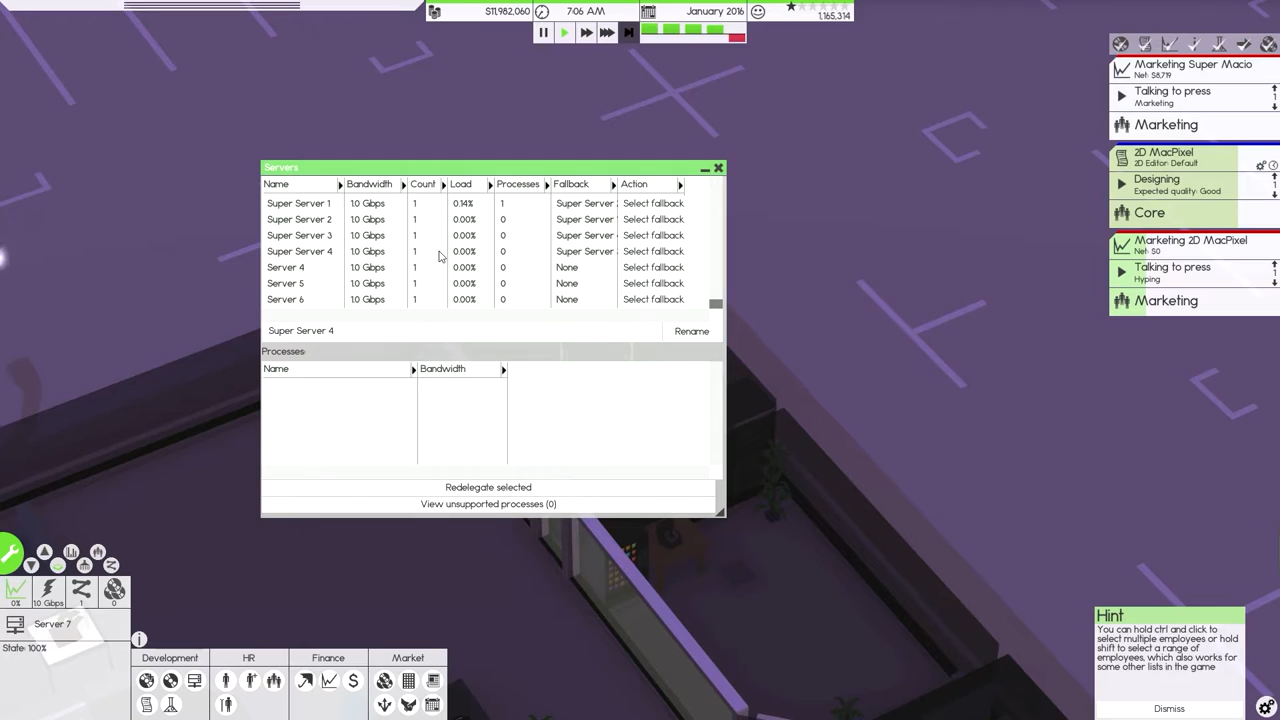 $11,982,060
7:06 AM
January 2016
1,165,314
Marketing Super Macio
Net: $8,719
Talking to press
Marketing
1
Marketing
2D MacPixel
2D Editor: Default
Designing
Expected quality: Good
1
Core
Marketing 2D MacPixel
Net: $0
Talking to press
Hyping
1
Marketing
Servers
Name Bandwidth Count Load Processes Fallback Action
Super Server 1 10 Gbps 1 0.14% 1 Super Server Select fallback
Super Server 2 10 Gbps 1 0.00% 0 Super Server Select fallback
Super Server 3 10 Gbps 1 0.00% 0 Super Server Select fallback
Super Server 4 10 Gbps 1 0.00% 0 Super Server Select fallback
Server 4 10 Gbps 1 0.00% 0 None Select fallback
Server 5 10 Gbps 1 0.00% 0 None Select fallback
Server 6 10 Gbps 1 0.00% 0 None Select fallback
Super Server 4 Rename
Processes
Name Bandwidth
Redelegate selected
View unsupported processes (0)
0% 10 Gbps 1 0
Server 7
State: 100%
Development HR Finance Market
Hint
You can hold ctrl and click to
select multiple employees or hold
shift to select a range of
employees, which also works for
some other lists in the game
Dismiss